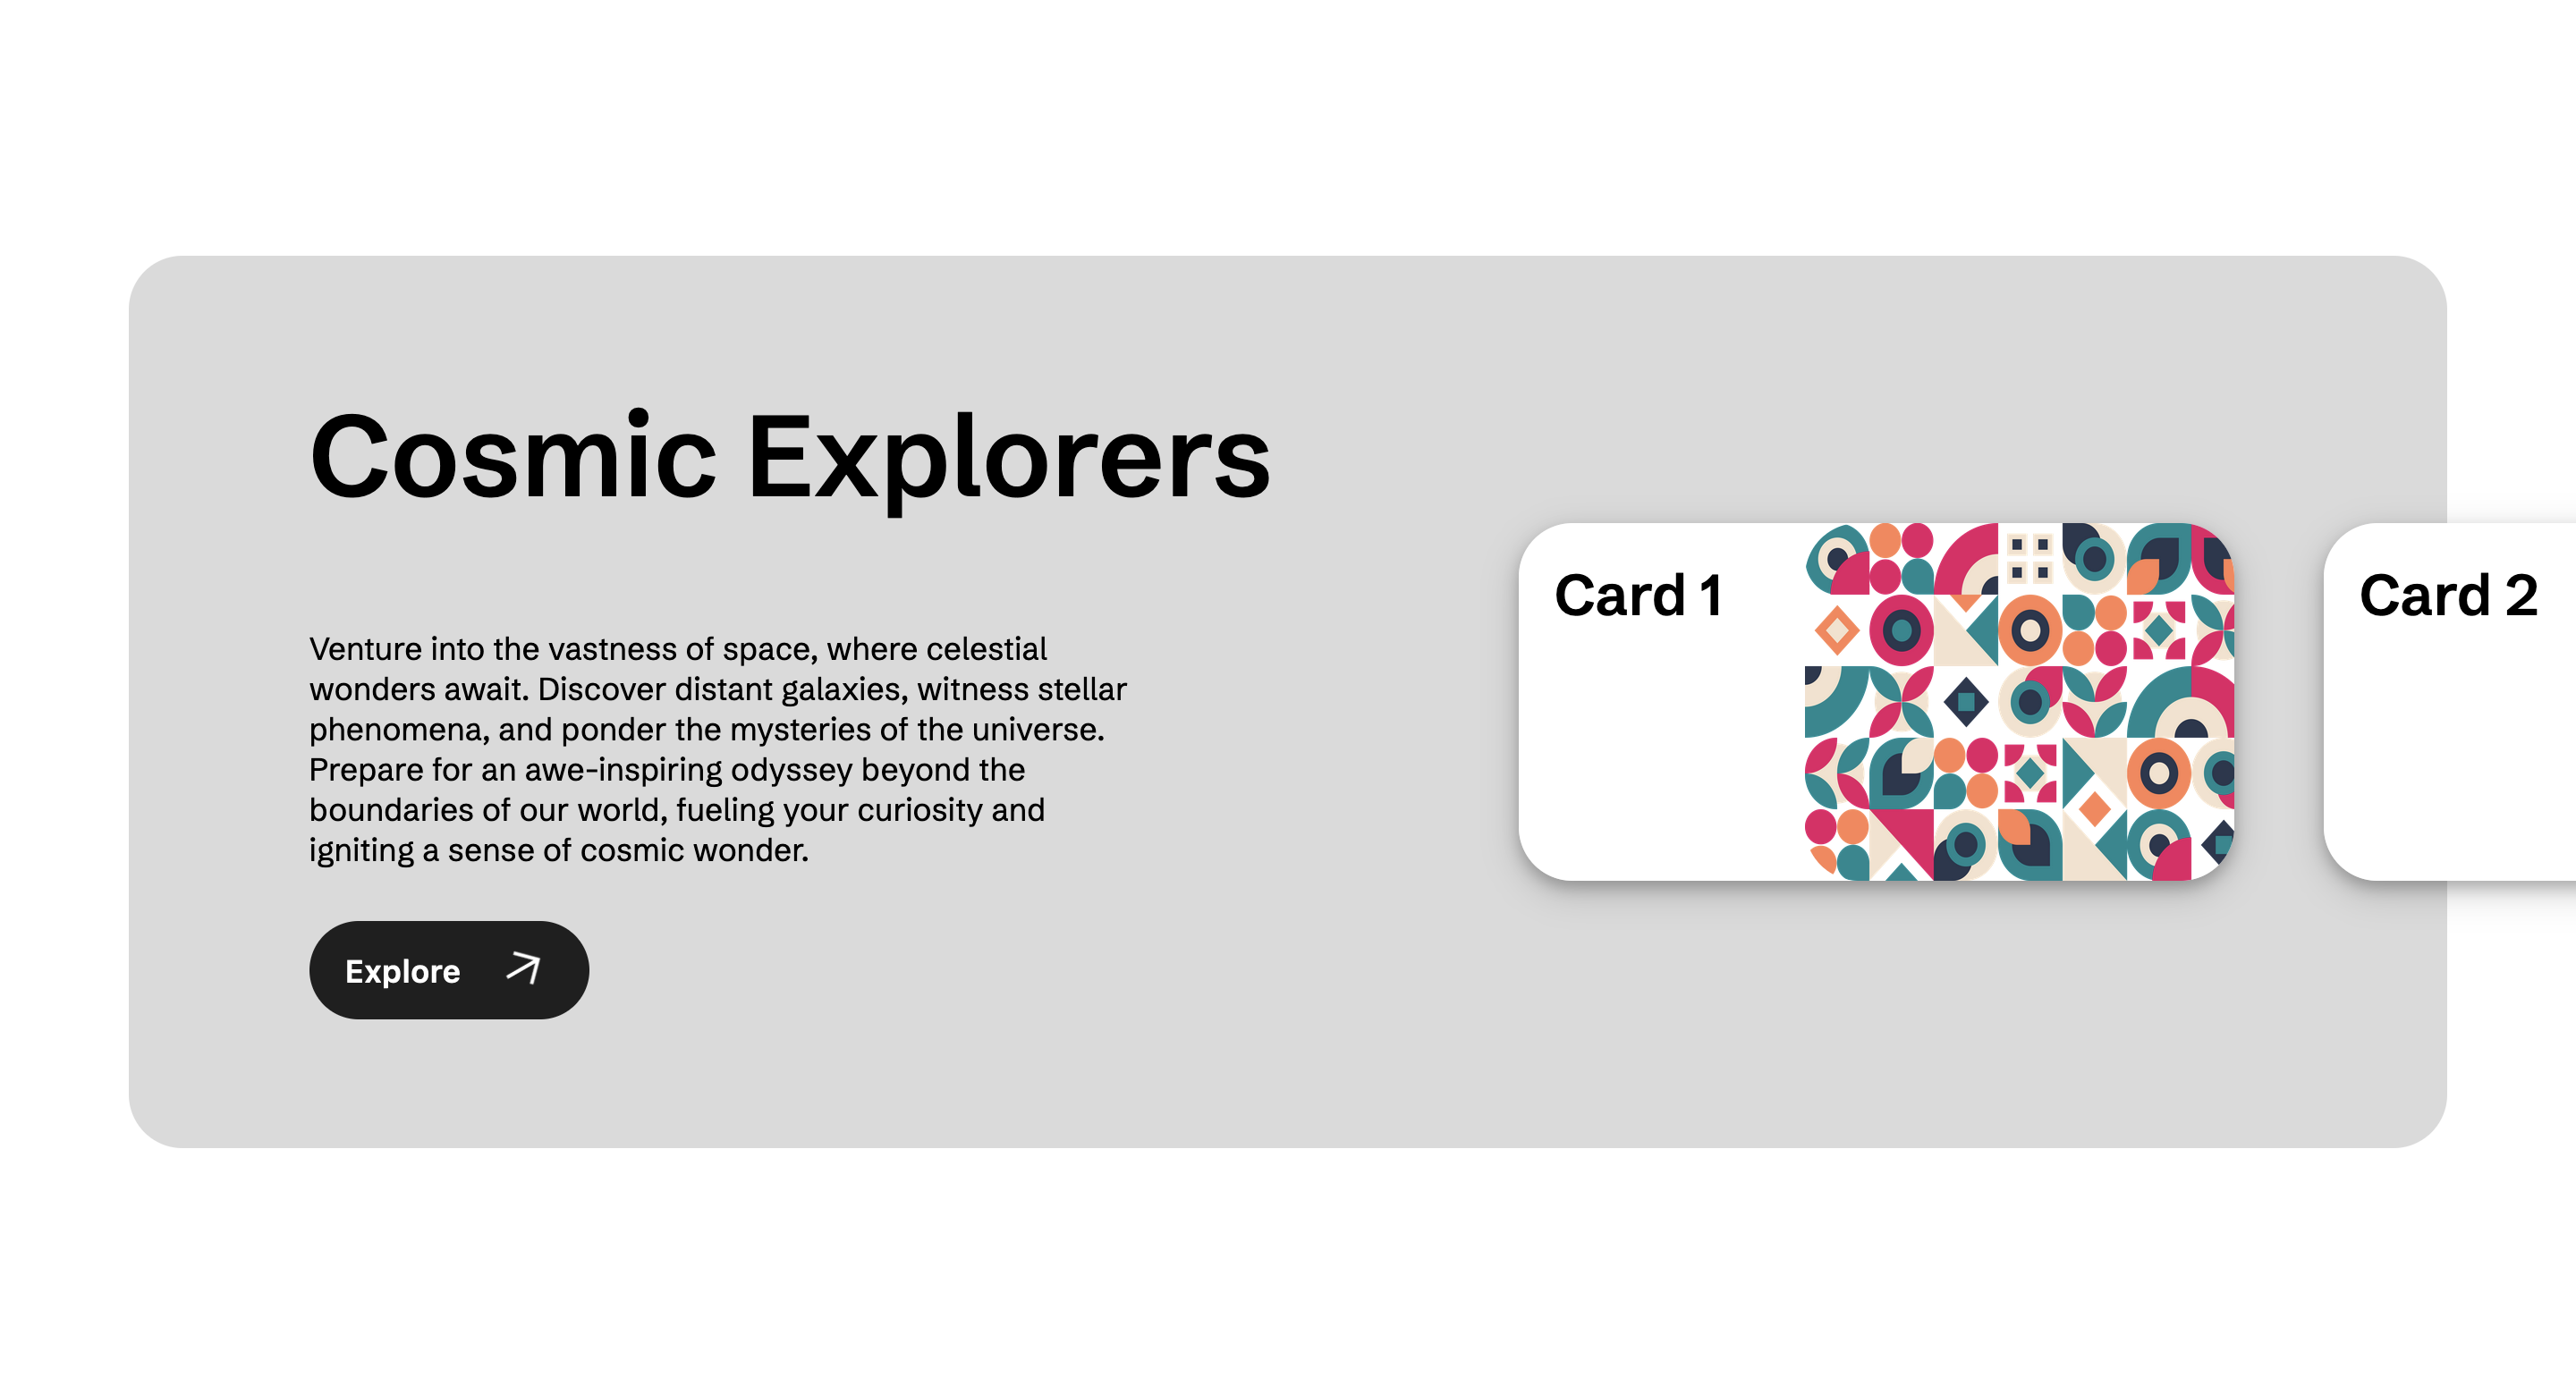 Cosmic Explorers
Venture into the vastness of space, where celestial
wonders await. Discover distant galaxies, witness stellar
phenomena, and ponder the mysteries of the universe.
Prepare for an awe-inspiring odyssey beyond the
boundaries of our world, fueling your curiosity and
igniting a sense of cosmic wonder.
Explore
Card 1
Card 2